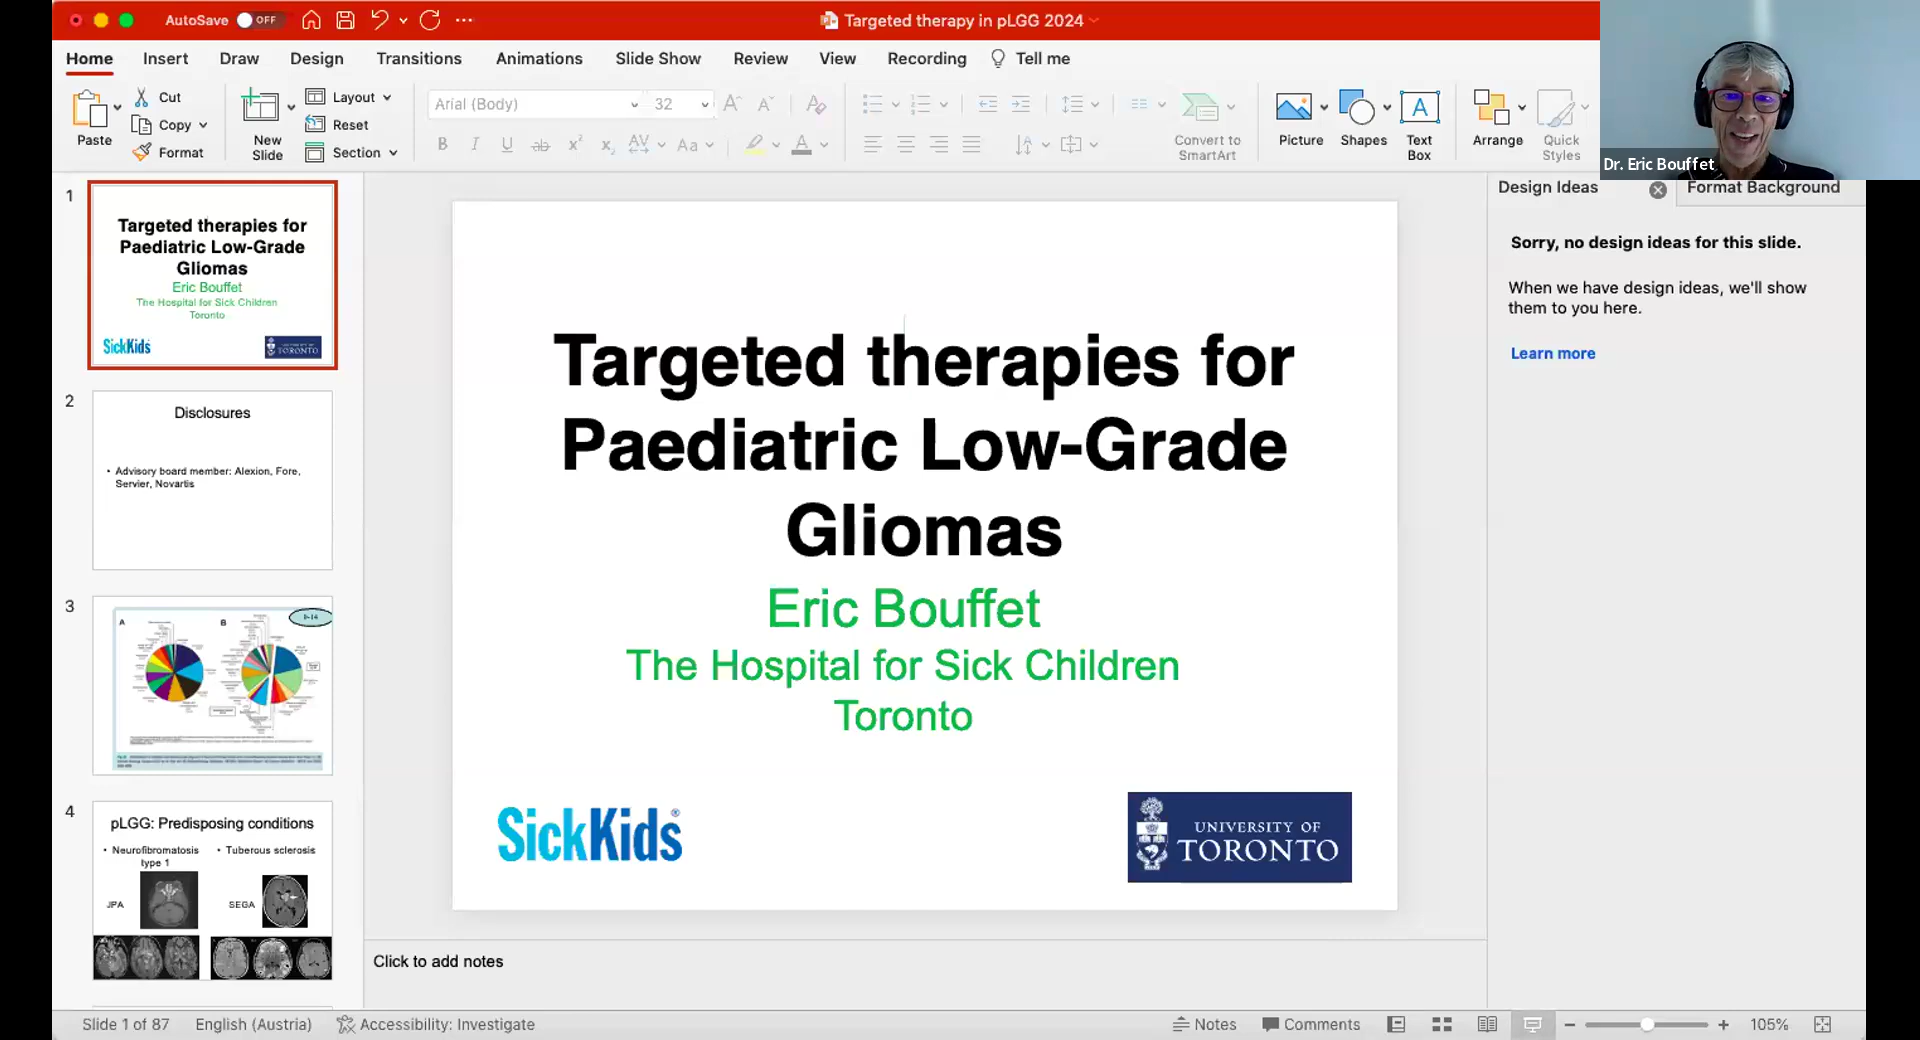 AutoSave OFF
Targeted therapy in pLGG 2024
Home Insert Draw Design Transitions Animations Slide Show Review View Recording Tell me
Paste
Cut
Copy
Format
New
Slide
Layout
Reset
Section
Arial (Body) 32
Convert to
SmartArt
Picture
Shapes
Text
Box
Arrange
Quick
Styles
Dr. Eric Bouffet
1
Targeted therapies for
Paediatric Low-Grade
Gliomas
Eric Bouffet
The Hospital for Sick Children
Toronto
SickKids
UNIVERSITY OF
TORONTO
2
Disclosures
• Advisory board member: Alexion, Fore,
Servier, Novartis
3
A
B
0-14
4
pLGG: Predisposing conditions
• Neurofibromatosis
type 1
• Tuberous sclerosis
JPA
SEGA
Targeted therapies for
Paediatric Low-Grade
Gliomas
Eric Bouffet
The Hospital for Sick Children
Toronto
SickKids®
UNIVERSITY OF
TORONTO
Click to add notes
Design Ideas
Format Background
Sorry, no design ideas for this slide.
When we have design ideas, we'll show
them to you here.
Learn more
Slide 1 of 87 English (Austria) Accessibility: Investigate
Notes Comments 105%